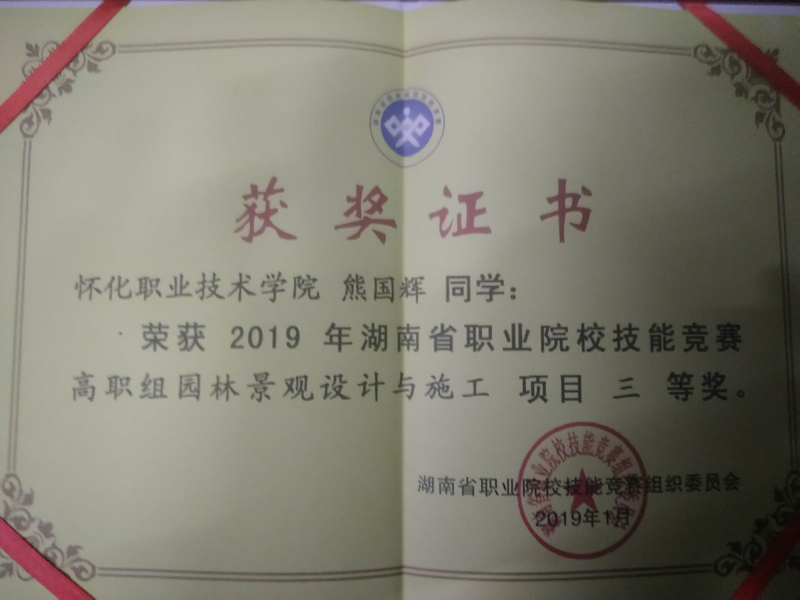 获奖证书
怀化职业技术学院 熊国辉 同学：
荣获 2019 年湖南省职业院校技能竞赛
高职组园林景观设计与施工 项目 三 等奖。
湖南省职业院校技能竞赛组织委员会
2019年1月